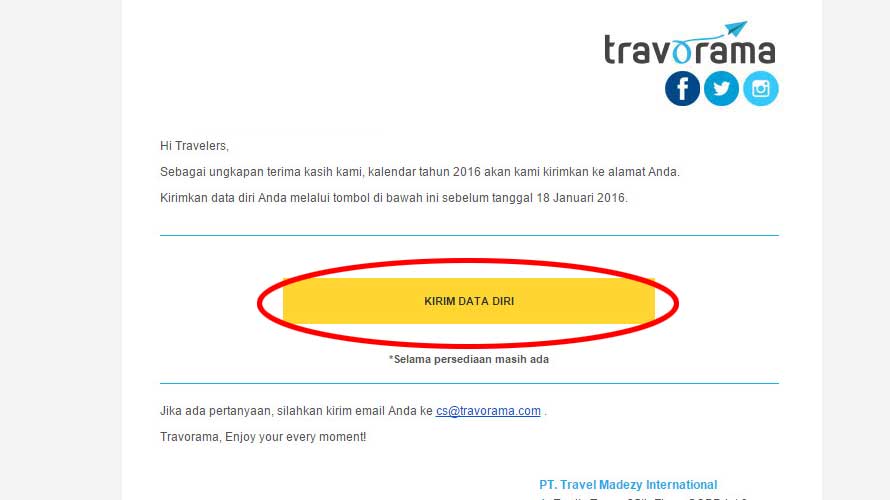 travorama
Hi Travelers,
Sebagai ungkapan terima kasih kami, kalendar tahun 2016 akan kami kirimkan ke alamat Anda.
Kirimkan data diri Anda melalui tombol di bawah ini sebelum tanggal 18 Januari 2016.
KIRIM DATA DIRI
*Selama persediaan masih ada
Jika ada pertanyaan, silahkan kirim email Anda ke cs@travorama.com .
Travorama, Enjoy your every moment!
PT. Travel Madezy International